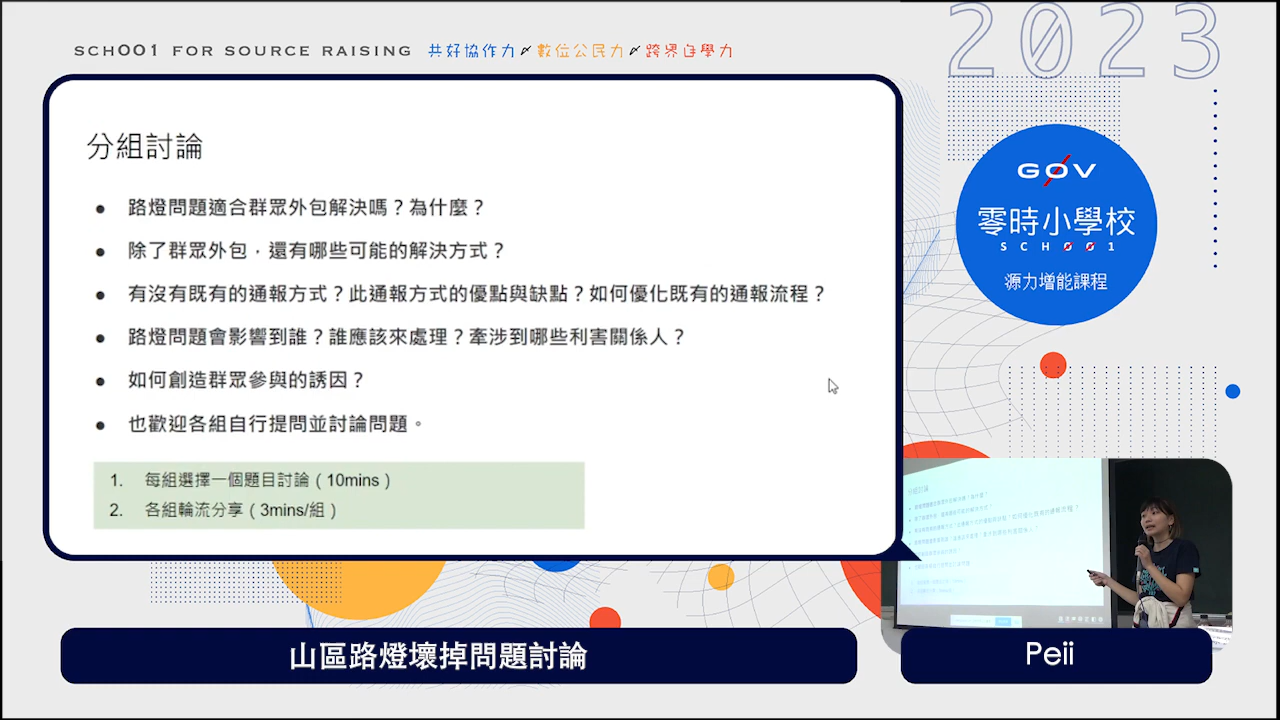 SCHOO1 FOR SOURCE RAISING 共好協作力 數位公民力 跨界自學力
2023
分組討論
路燈問題適合群眾外包解決嗎？為什麼？
除了群眾外包，還有哪些可能的解決方式？
有沒有既有的通報方式？此通報方式的優點與缺點？如何優化既有的通報流程？
路燈問題會影響到誰？誰應該來處理？牽涉到哪些利害關係人？
如何創造群眾參與的誘因？
也歡迎各組自行提問並討論問題。
1. 每組選擇一個題目討論（10mins）
2. 各組輪流分享（3mins/組）
G0V
零時小學校
SCH001
源力增能課程
山區路燈壞掉問題討論
Peii